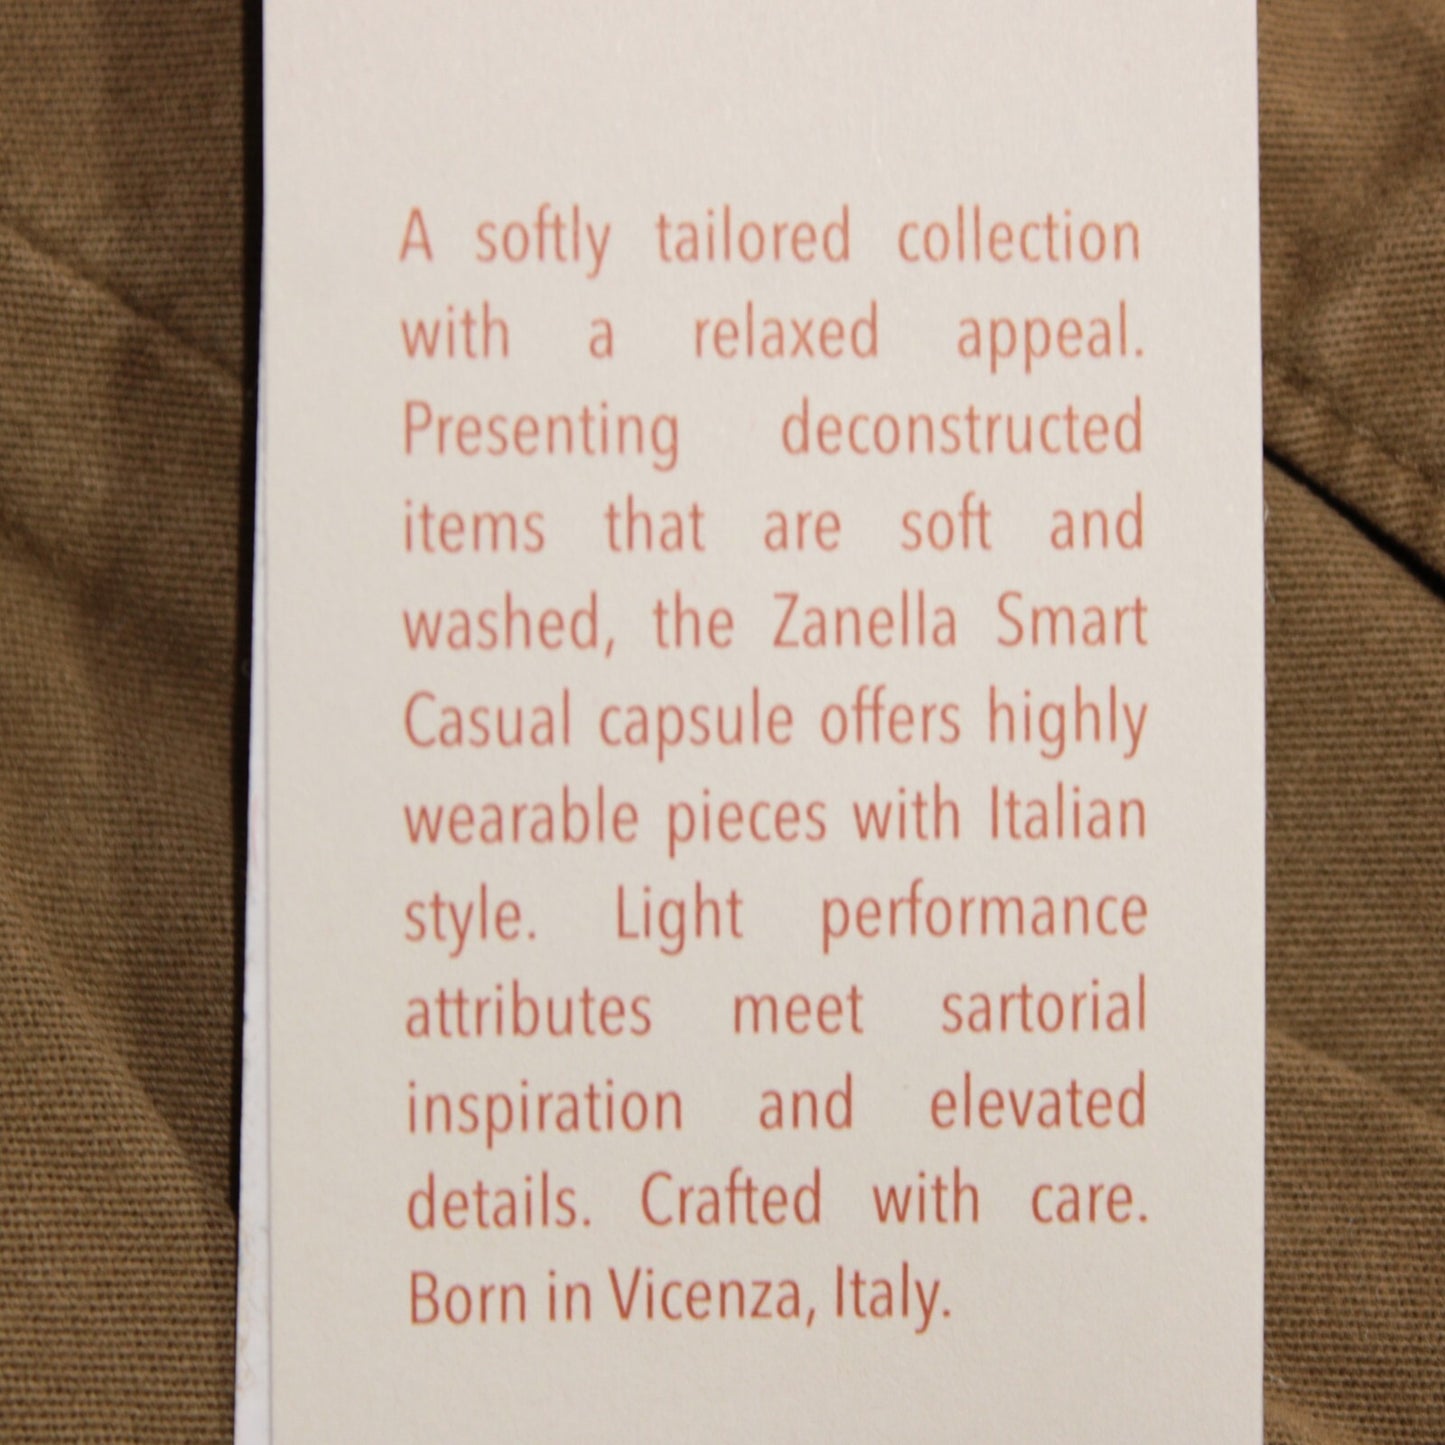 A softly tailored collection
with a relaxed appeal.
Presenting deconstructed
items that are soft and
washed, the Zanella Smart
Casual capsule offers highly
wearable pieces with Italian
style. Light performance
attributes meet sartorial
inspiration and elevated
details. Crafted with care.
Born in Vicenza, Italy.